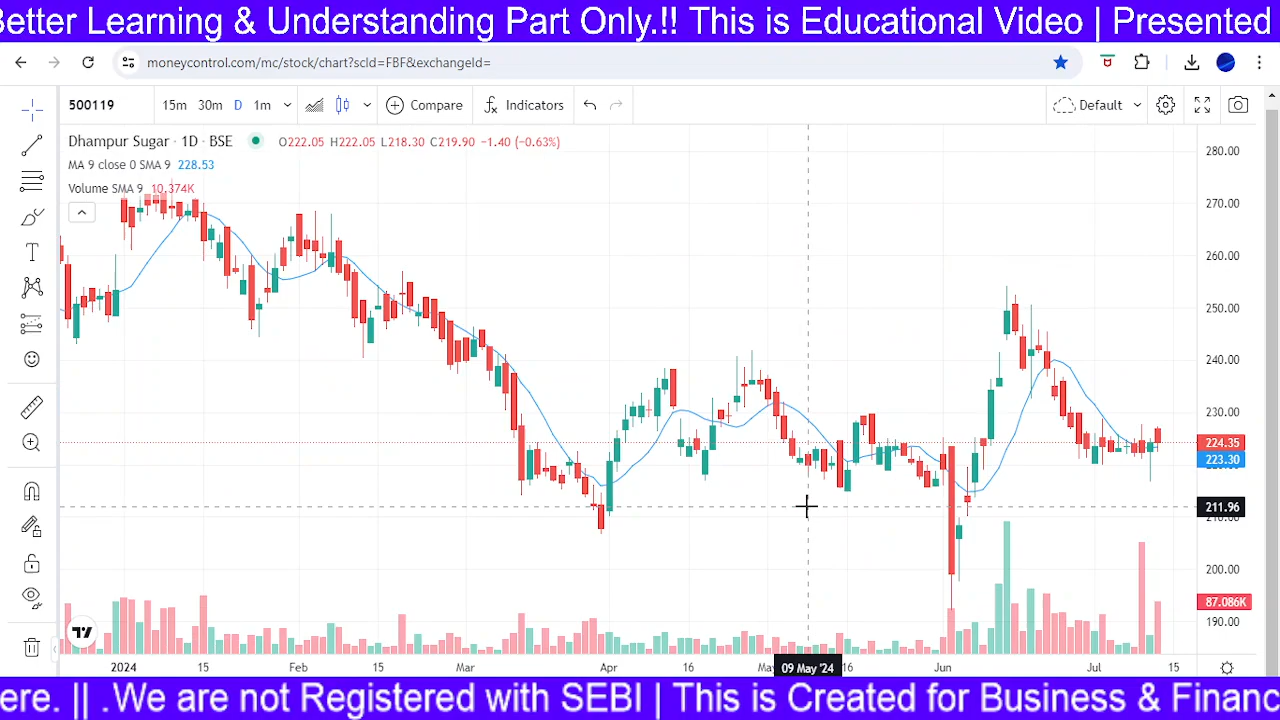 Better Learning & Understanding Part Only.!! This is Educational Video | Presented
moneycontrol.com/mc/stock/chart?scId=FBC&exchangeId=
500119 15m 30m D 1m Compare Indicators Default
Dhampur Sugar · 1D · BSE O222.05 H222.05 L218.30 C219.90 −1.40 (−0.63%)
MA 9 close 0 SMA 9 228.53
Volume SMA 9 10.374K
280.00
270.00
260.00
250.00
240.00
230.00
224.35
223.30
211.96
210.00
200.00
87.086K
190.00
2024 15 Feb 15 Mar Apr 16 May 09 May '24 16 Jun Jul 15
ere. || .We are not Registered with SEBI | This is Created for Business & Financ